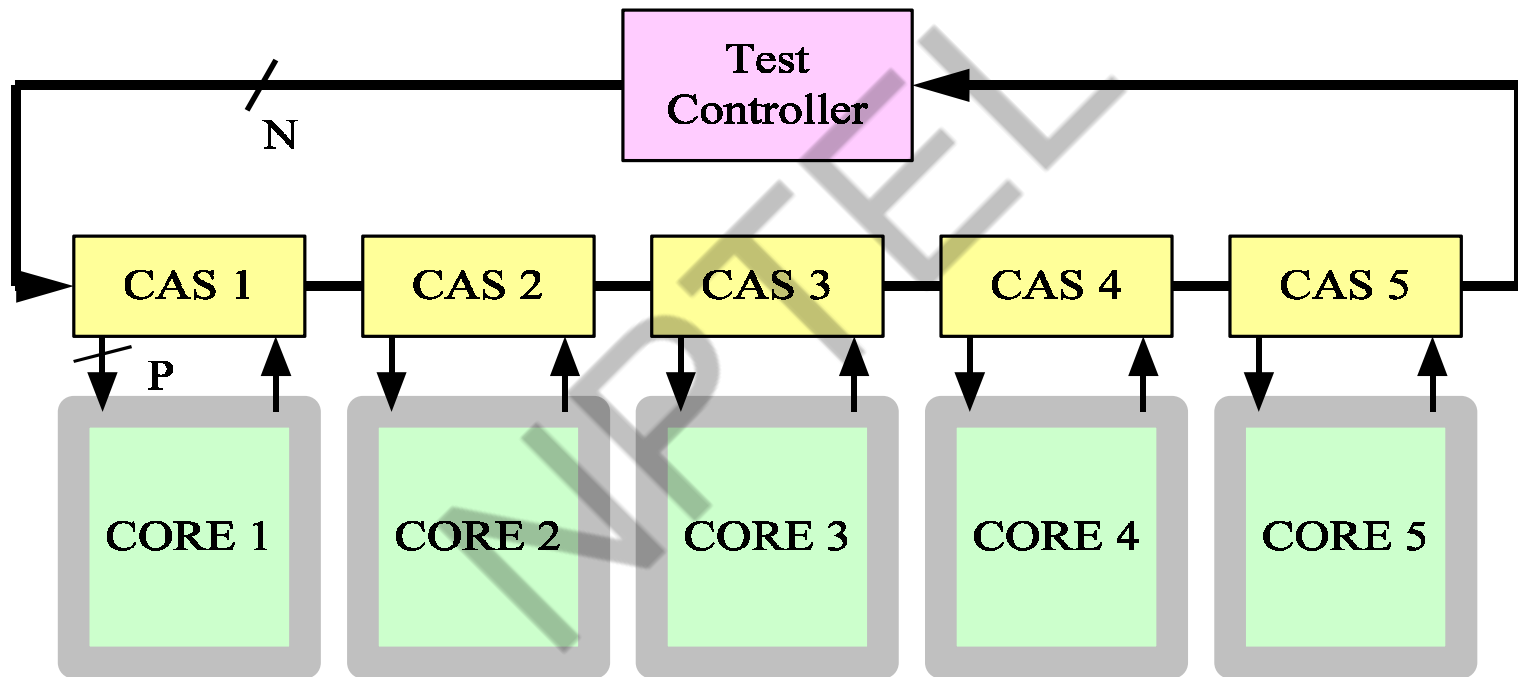 Test
Controller
N
CAS 1
CAS 2
CAS 3
CAS 4
CAS 5
P
CORE 1
CORE 2
CORE 3
CORE 4
CORE 5
NPTEL